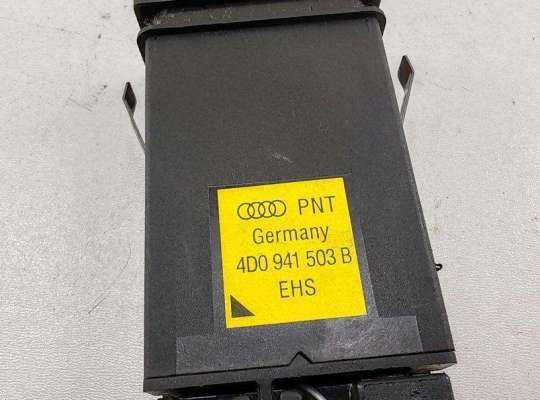 PNT
Germany
4D0 941 503 B
EHS